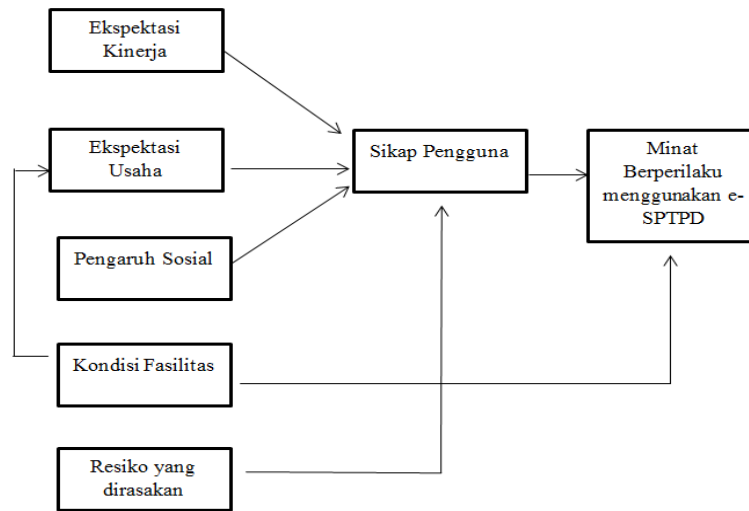 Ekspektasi
Kinerja
Ekspektasi
Usaha
Sikap Pengguna
Minat
Berperilaku
menggunakan e-
SPTPD
Pengaruh Sosial
Kondisi Fasilitas
Resiko yang
dirasakan